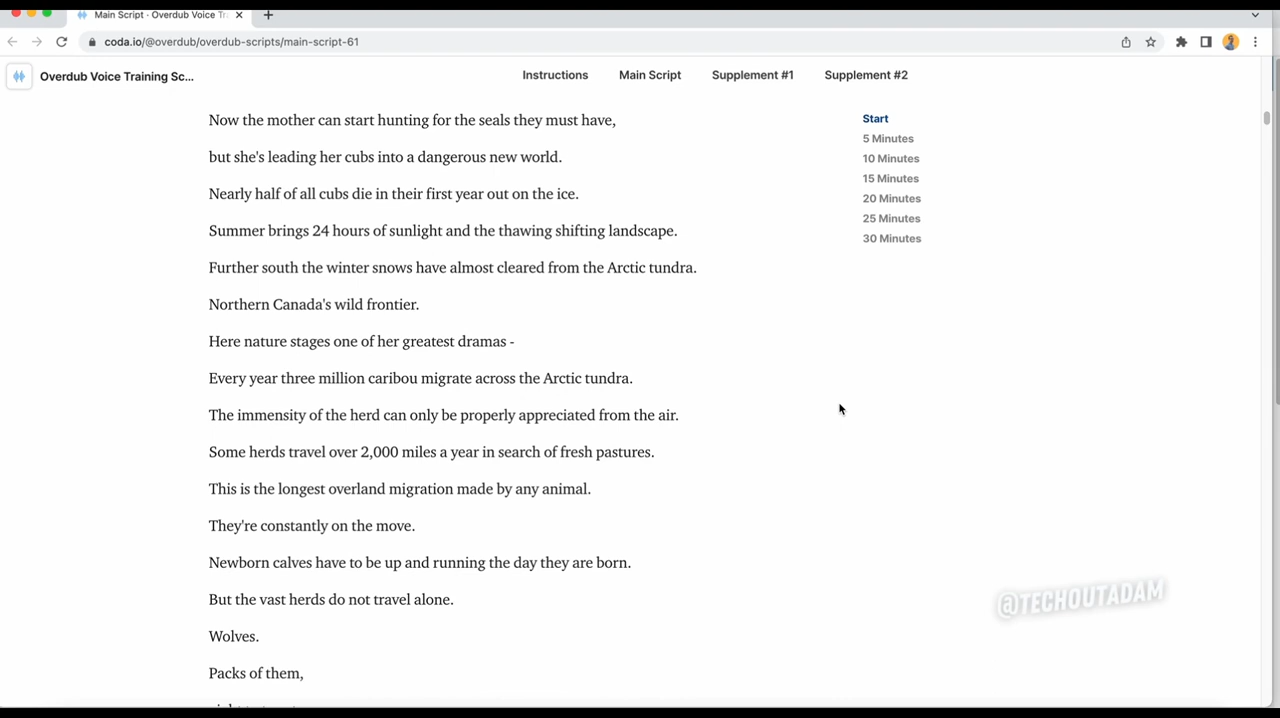 Main Script · Overdub Voice Tr
coda.io/@overdub/overdub-scripts/main-script-61
Overdub Voice Training Sc...
Instructions
Main Script
Supplement #1
Supplement #2
Now the mother can start hunting for the seals they must have,
but she's leading her cubs into a dangerous new world.
Nearly half of all cubs die in their first year out on the ice.
Summer brings 24 hours of sunlight and the thawing shifting landscape.
Further south the winter snows have almost cleared from the Arctic tundra.
Northern Canada's wild frontier.
Here nature stages one of her greatest dramas -
Every year three million caribou migrate across the Arctic tundra.
The immensity of the herd can only be properly appreciated from the air.
Some herds travel over 2,000 miles a year in search of fresh pastures.
This is the longest overland migration made by any animal.
They're constantly on the move.
Newborn calves have to be up and running the day they are born.
But the vast herds do not travel alone.
Wolves.
Packs of them,
Start
5 Minutes
10 Minutes
15 Minutes
20 Minutes
25 Minutes
30 Minutes
@TECHOUTADAM